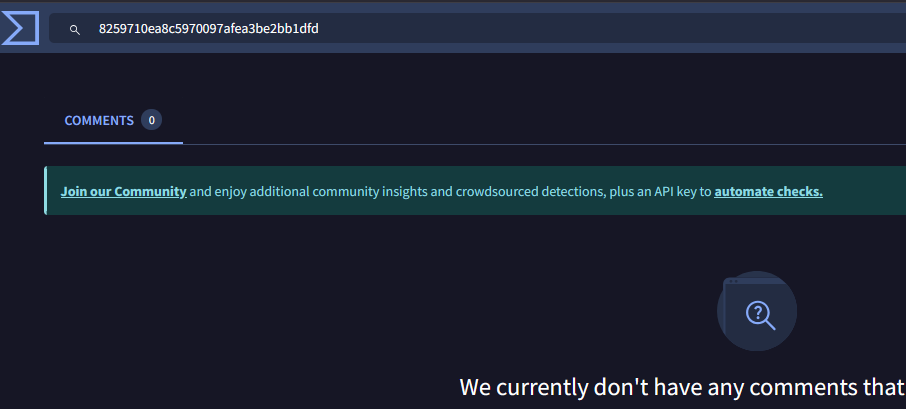 8259710ea8c5970097afea3be2bb1dfd
COMMENTS 0
Join our Community and enjoy additional community insights and crowdsourced detections, plus an API key to automate checks.
?
We currently don't have any comments that